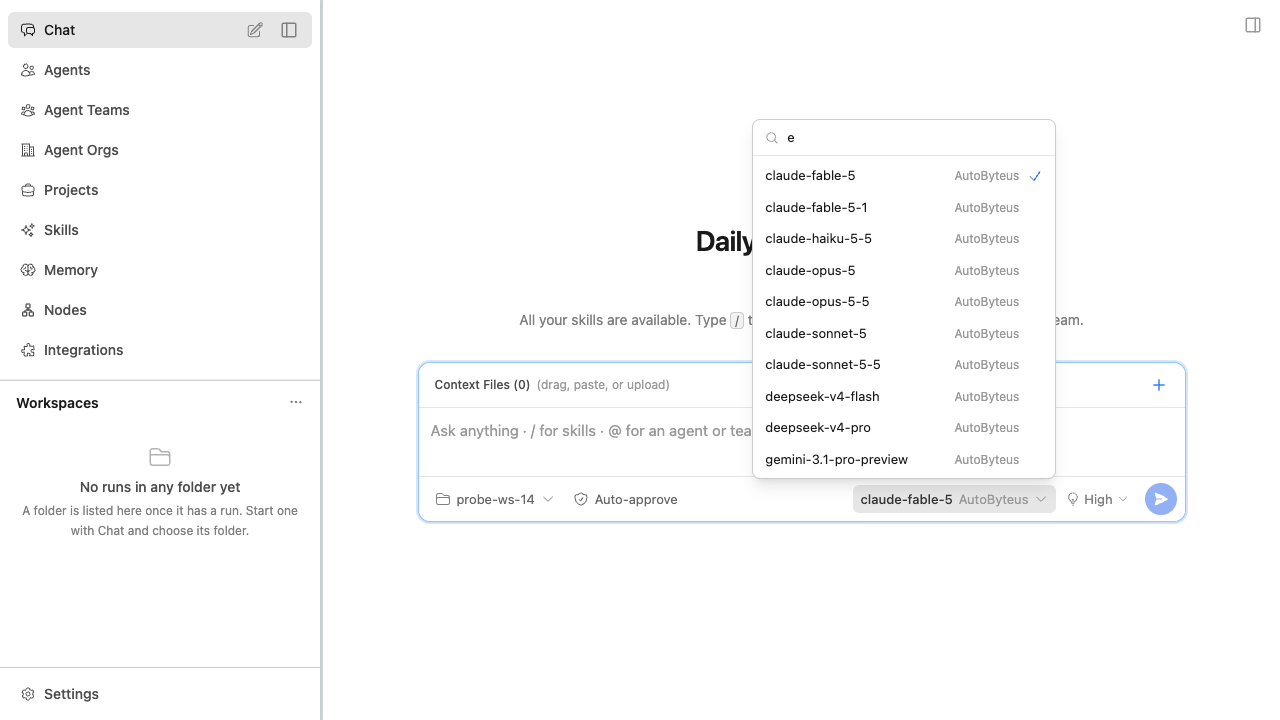 Chat
Agents
Agent Teams
Agent Orgs
Projects
Skills
Memory
Nodes
Integrations
Workspaces
No runs in any folder yet
A folder is listed here once it has a run. Start one
with Chat and choose its folder.
Settings
Daily
All your skills are available. Type /
Context Files (0) (drag, paste, or upload)
Ask anything · / for skills · @ for an agent or tea
probe-ws-14
Auto-approve
claude-fable-5 AutoByteus
High
e
claude-fable-5 AutoByteus
claude-fable-5-1 AutoByteus
claude-haiku-5-5 AutoByteus
claude-opus-5 AutoByteus
claude-opus-5-5 AutoByteus
claude-sonnet-5 AutoByteus
claude-sonnet-5-5 AutoByteus
deepseek-v4-flash AutoByteus
deepseek-v4-pro AutoByteus
gemini-3.1-pro-preview AutoByteus